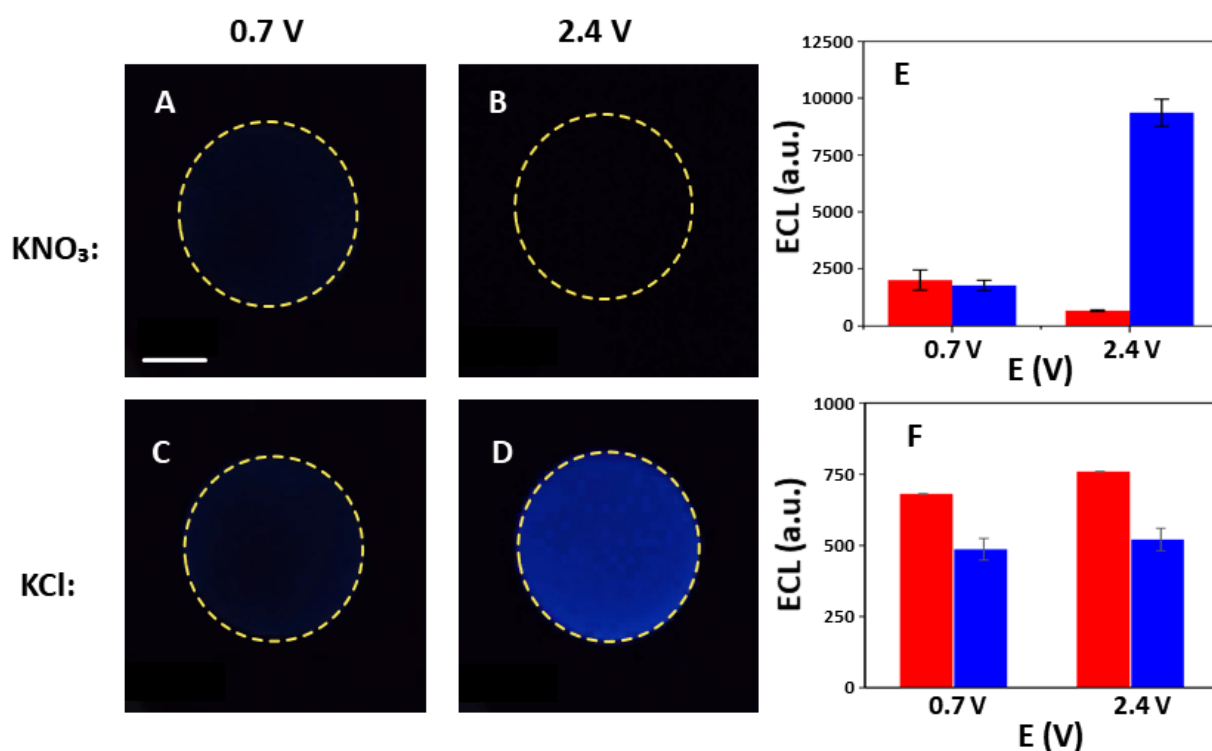 0.7 V
2.4 V
KNO₃:
A
B
KCl:
C
D
E
ECL (a.u.)
12500
10000
7500
5000
2500
0
0.7 V
2.4 V
E (V)
F
ECL (a.u.)
1000
750
500
250
0
0.7 V
2.4 V
E (V)